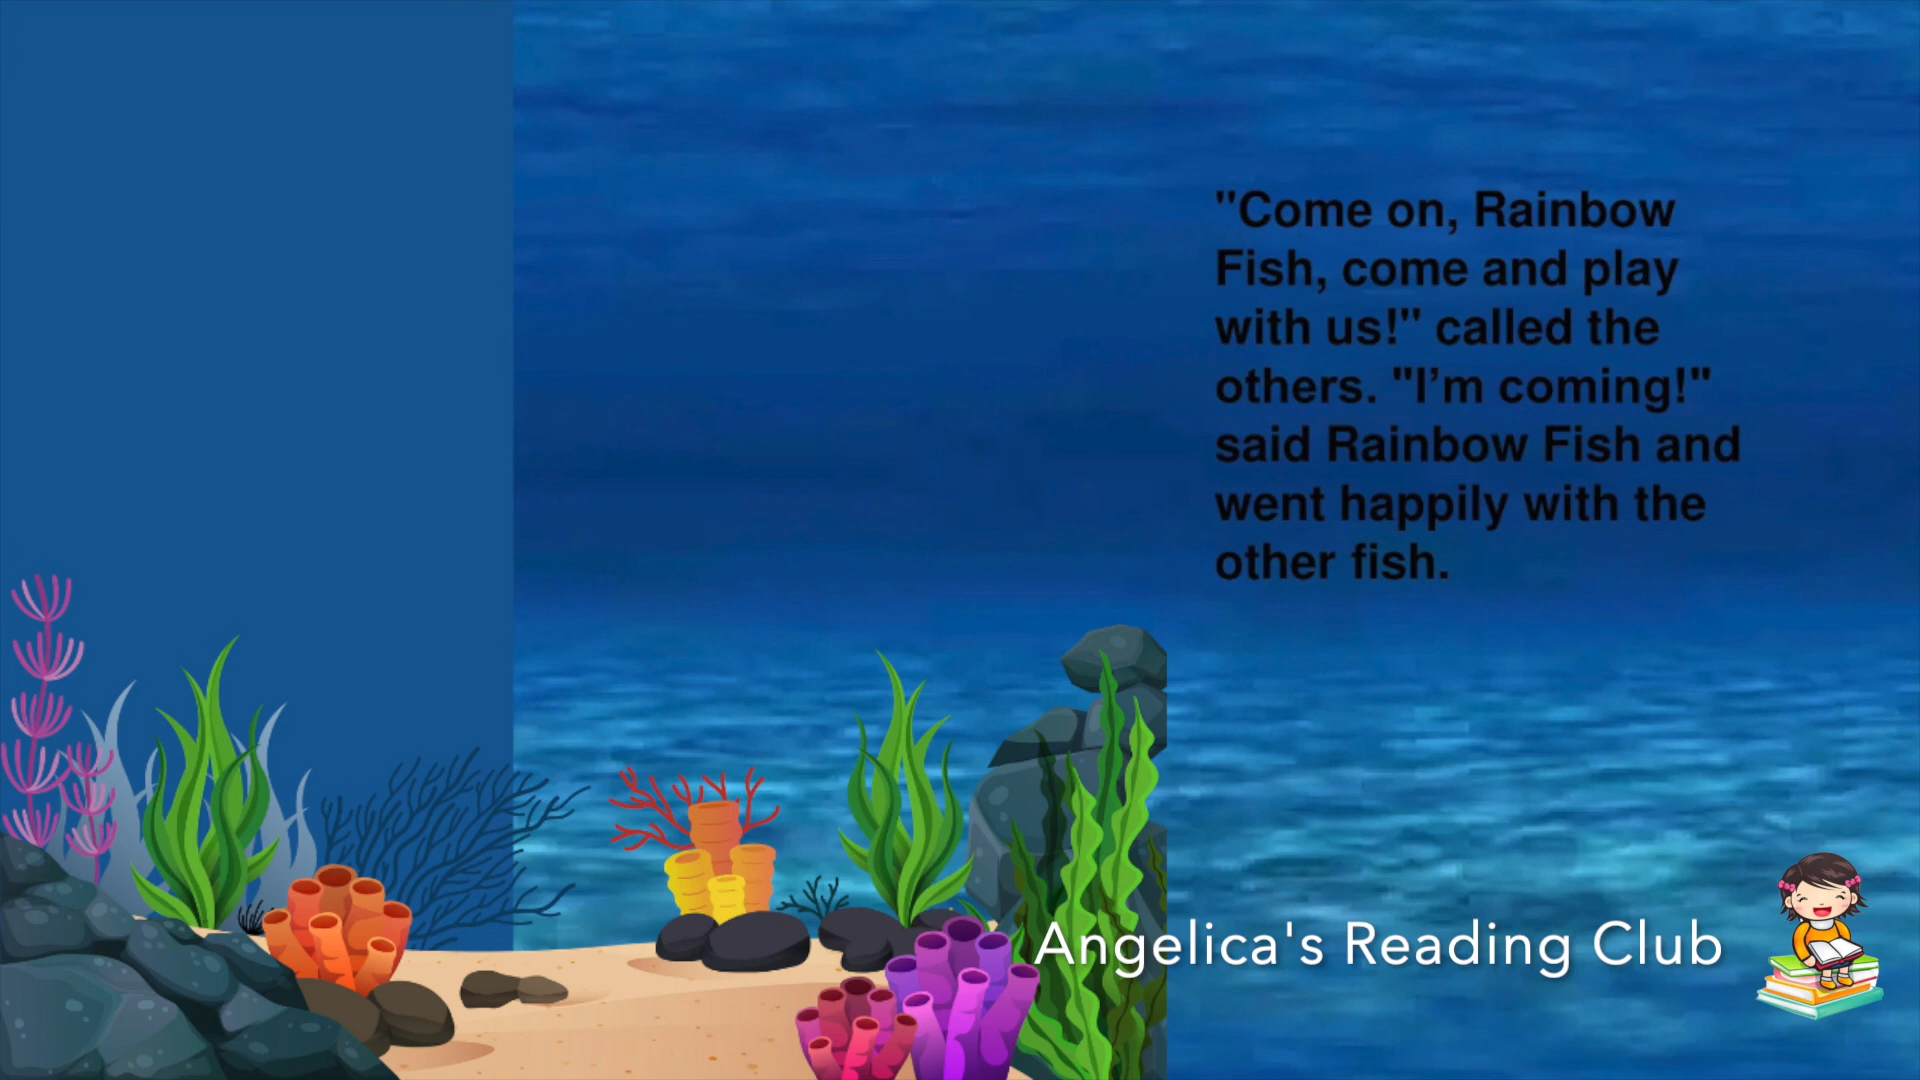 "Come on, Rainbow
Fish, come and play
with us!" called the
others. "I’m coming!"
said Rainbow Fish and
went happily with the
other fish.
Angelica's Reading Club